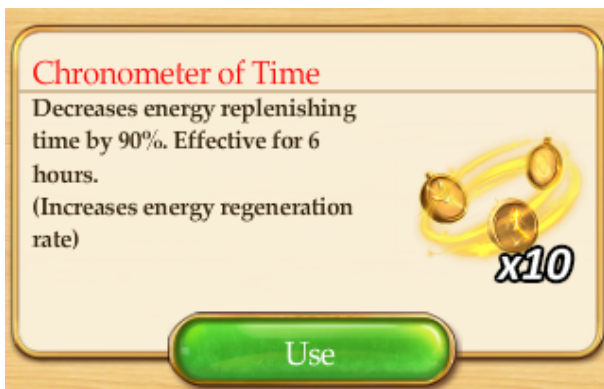 Chronometer of Time
Decreases energy replenishing
time by 90%. Effective for 6
hours.
(Increases energy regeneration
rate)
x10
Use